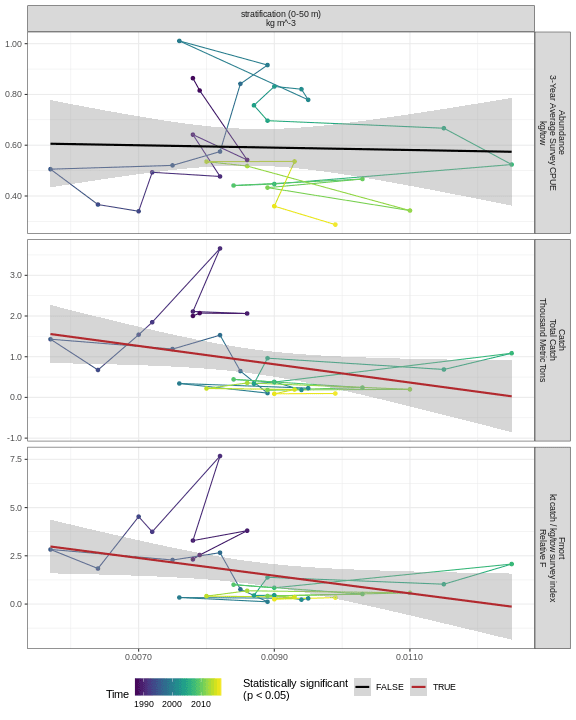 stratification (0-50 m)
kg m^-3
1.00
0.80
0.60
0.40
Abundance
3-Year Average Survey CPUE
kg/tow
3.0
2.0
1.0
0.0
-1.0
Catch
Total Catch
Thousand Metric Tons
7.5
5.0
2.5
0.0
Fmort
kt catch / kg/tow survey index
Relative F
0.0070
0.0090
0.0110
Time
1990
2000
2010
Statistically significant
(p < 0.05)
FALSE
TRUE